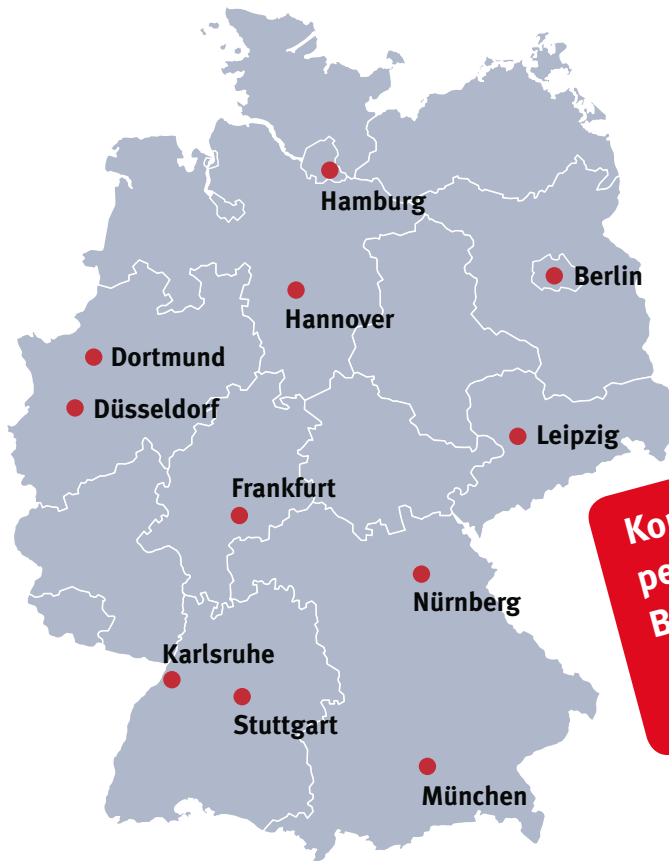 Hamburg
Berlin
Hannover
Dortmund
Düsseldorf
Leipzig
Frankfurt
Nürnberg
Karlsruhe
Stuttgart
München